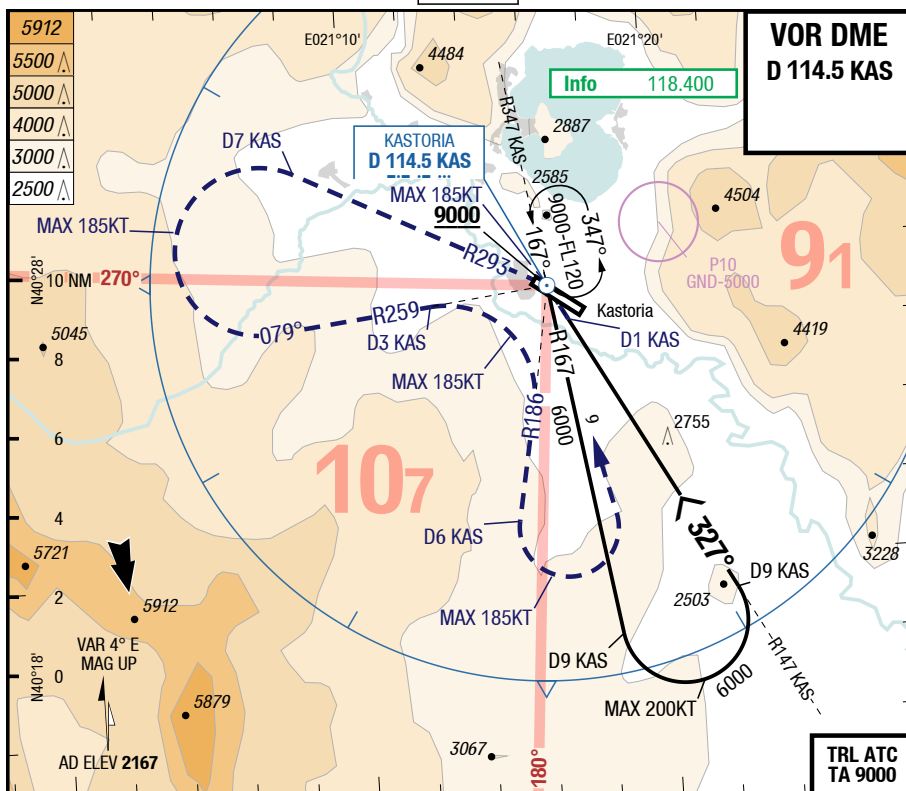 5912
5500
5000
4000
3000
2500
E021°10'
E021°20'
4484
VOR DME
D 114.5 KAS
Info 118.400
R347 KAS
2887
D7 KAS
KASTORIA
D 114.5 KAS
2585
MAX 185KT
9000
9000-FL120
347°
167°
4504
MAX 185KT
P10
GND-5000
91
N40°28'
10 NM
270°
R293
R259
079°
D3 KAS
Kastoria
D1 KAS
4419
5045
8
MAX 185KT
R167
6000
R186
9
2755
6
107
4
D6 KAS
327°
3228
5721
D9 KAS
2503
2
5912
MAX 185KT
VAR 4° E
MAG UP
D9 KAS
R147 KAS
6000
N40°18'
0
5879
MAX 200KT
3067
180°
AD ELEV 2167
TRL ATC
TA 9000